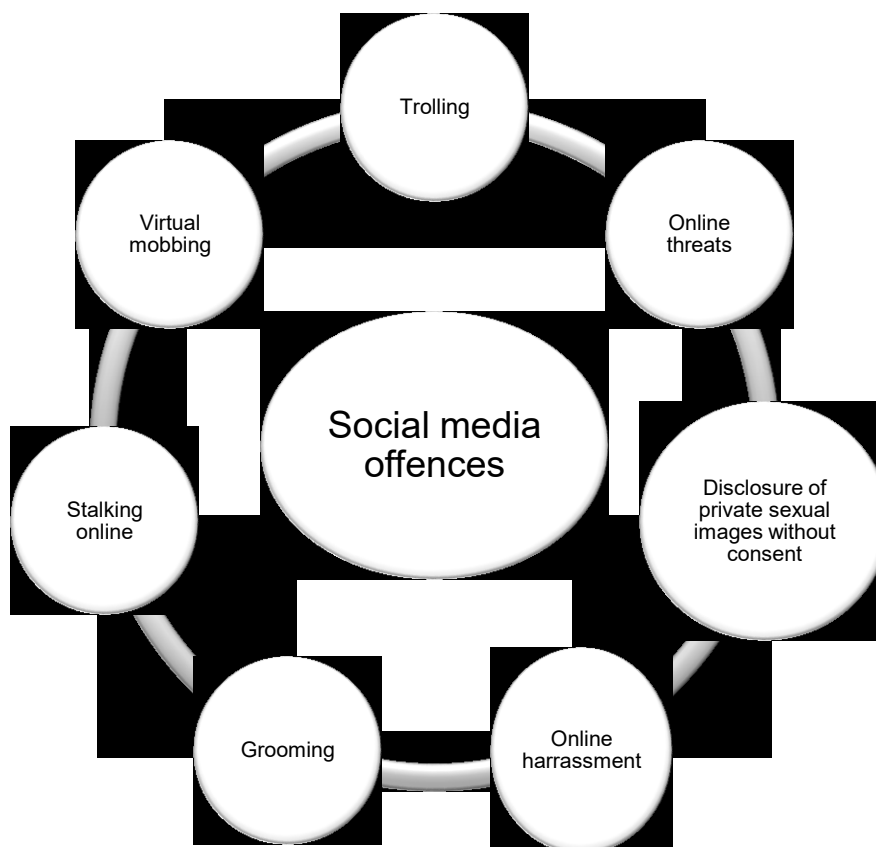 Trolling
Virtual
mobbing
Online
threats
Social media
offences
Stalking
online
Disclosure of
private sexual
images without
consent
Grooming
Online
harrassment